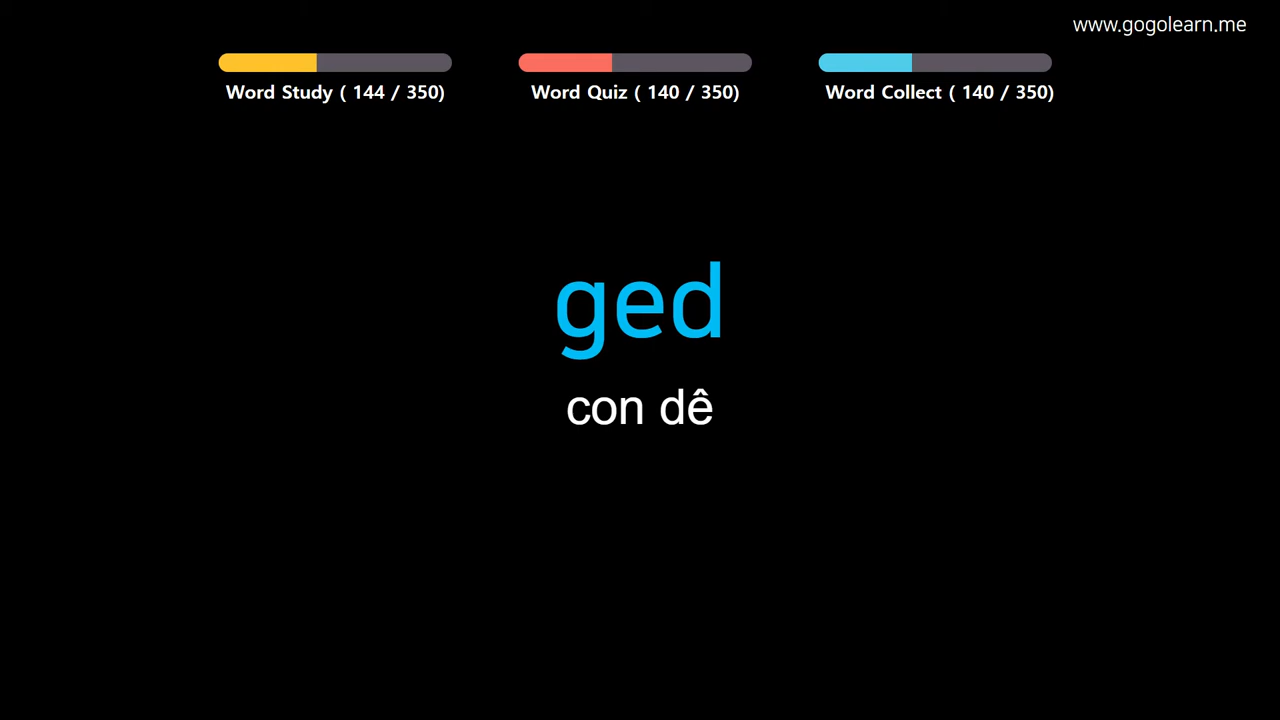 www.gogolearn.me
Word Study ( 144 / 350)
Word Quiz ( 140 / 350)
Word Collect ( 140 / 350)
ged
con dê